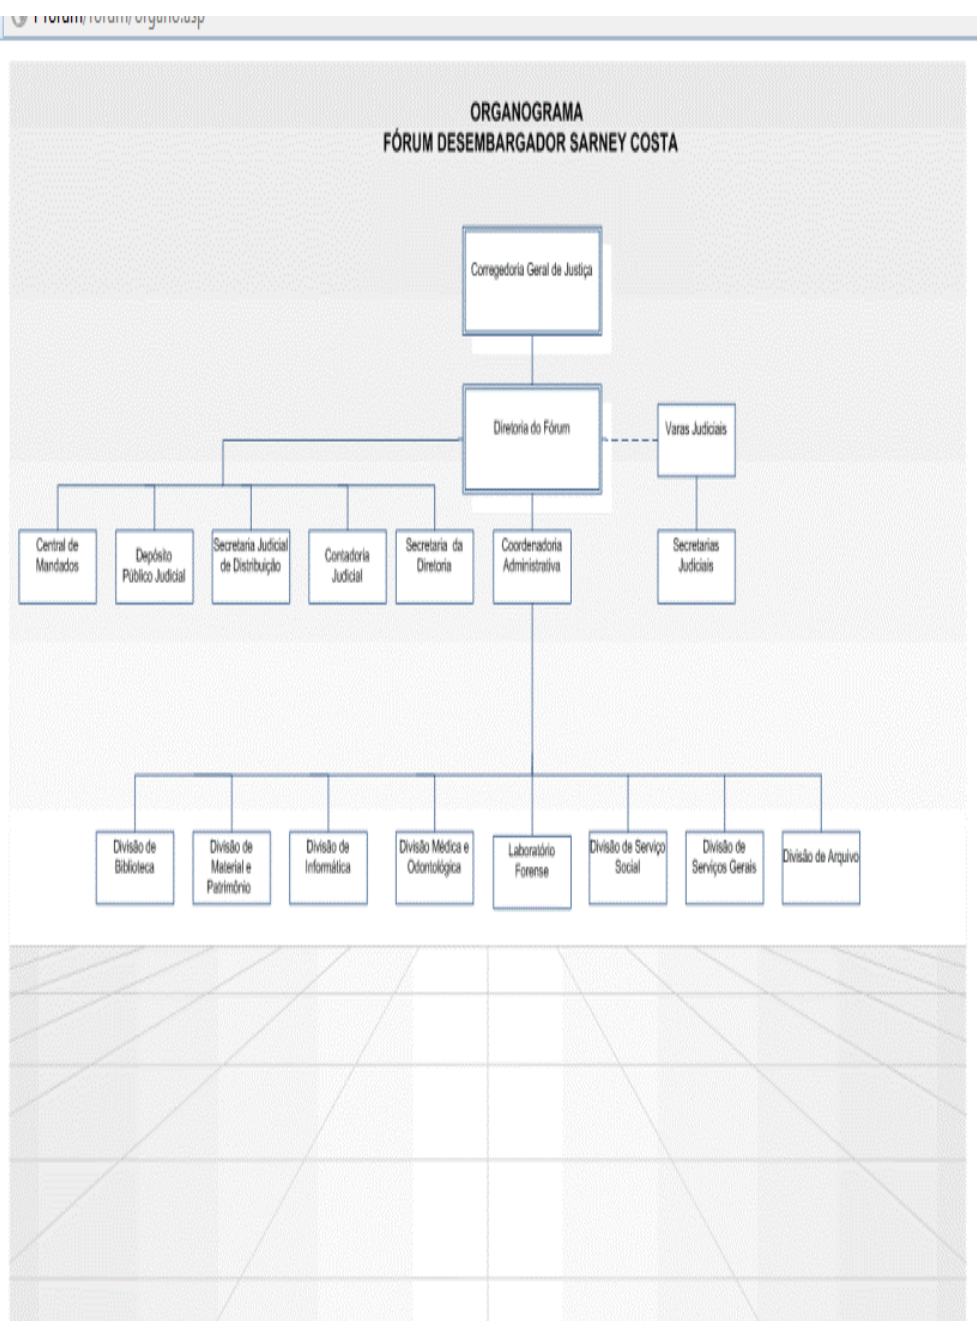 ORGANOGRAMA
FÓRUM DESEMBARGADOR SARNEY COSTA
Corregedoria Geral de Justiça
Diretoria do Fórum
Varas Judiciais
Central de
Mandados
Depósito
Público Judicial
Secretaria Judicial
de Distribuição
Contadoria
Judicial
Secretaria da
Diretoria
Coordenadoria
Administrativa
Secretarias
Judiciais
Divisão de
Biblioteca
Divisão de
Material e
Patrimônio
Divisão de
Informática
Divisão Médica e
Odontológica
Laboratório
Forense
Divisão de Serviço
Social
Divisão de
Serviços Gerais
Divisão de Arquivo